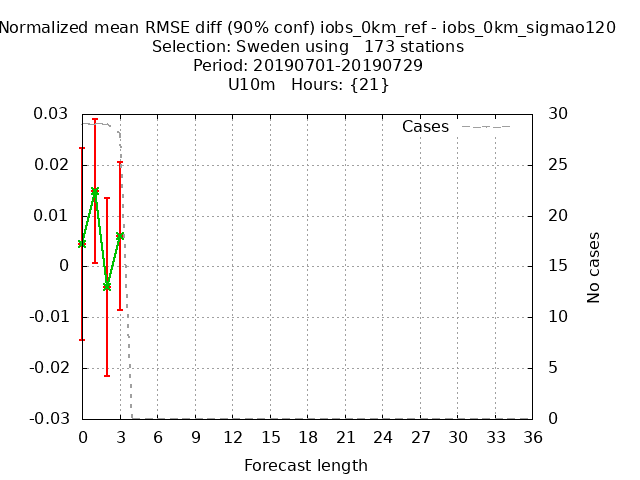 Normalized mean RMSE diff (90% conf) iobs_0km_ref - iobs_0km_sigmao120
Selection: Sweden using   173 stations
Period: 20190701-20190729
U10m   Hours: {21}
0.03
0.02
0.01
0
-0.01
-0.02
-0.03
Cases
30
25
20
15
10
5
0
No cases
0 3 6 9 12 15 18 21 24 27 30 33 36
Forecast length